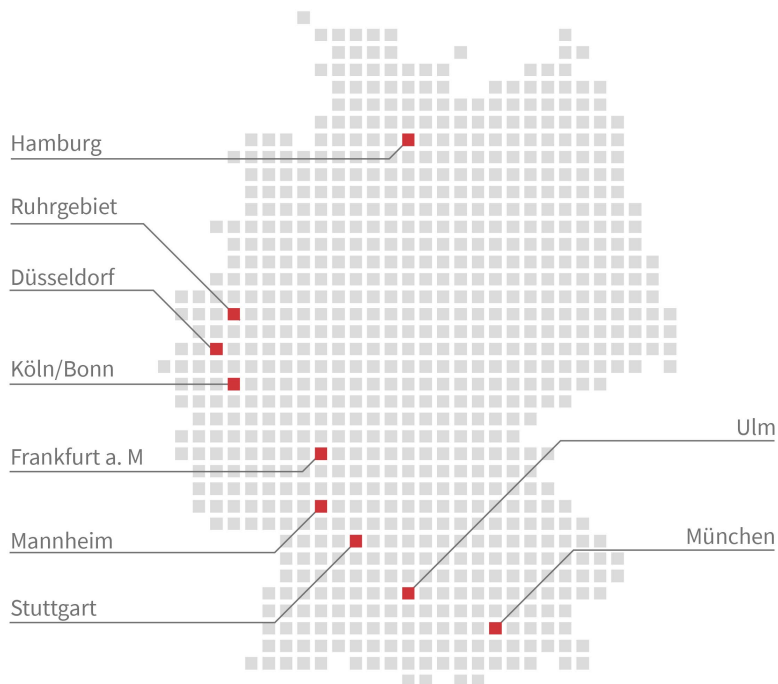 Hamburg
Ruhrgebiet
Düsseldorf
Köln/Bonn
Frankfurt a. M
Mannheim
Stuttgart
Ulm
München